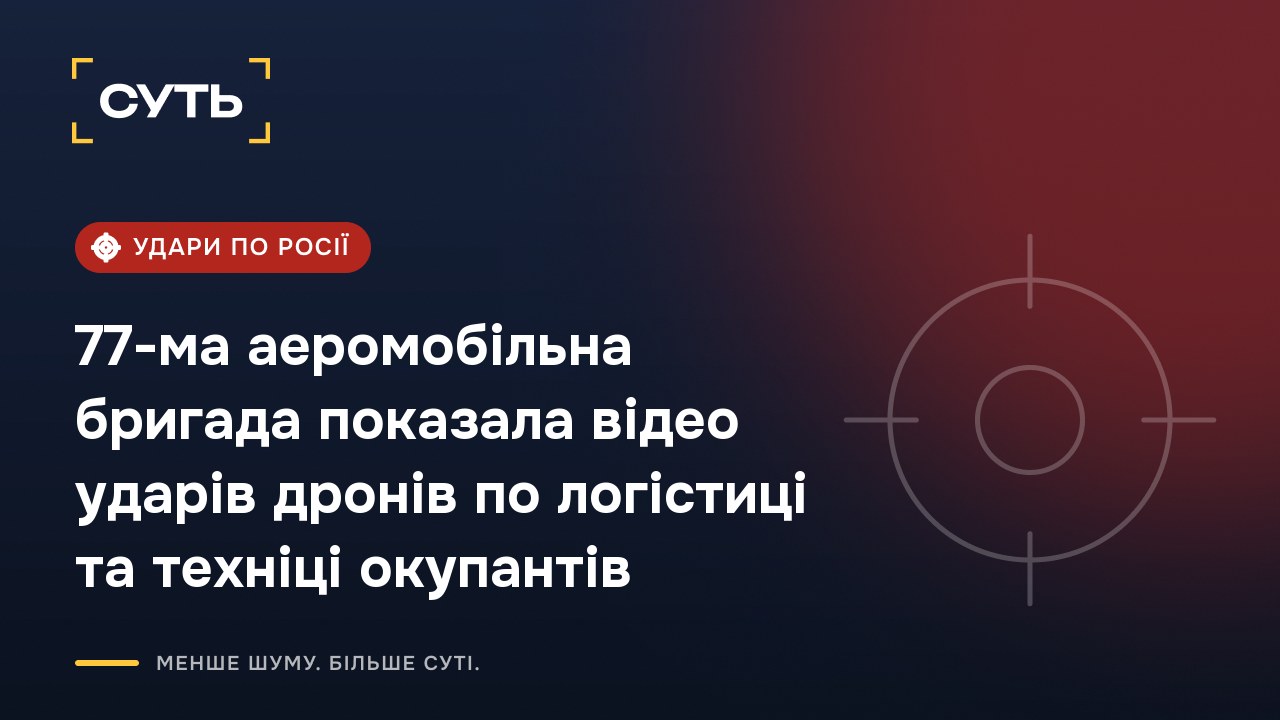 СУТЬ
УДАРИ ПО РОСІЇ
77-ма аеромобільна
бригада показала відео
ударів дронів по логістиці
та техніці окупантів
МЕНШЕ ШУМУ. БІЛЬШЕ СУТІ.